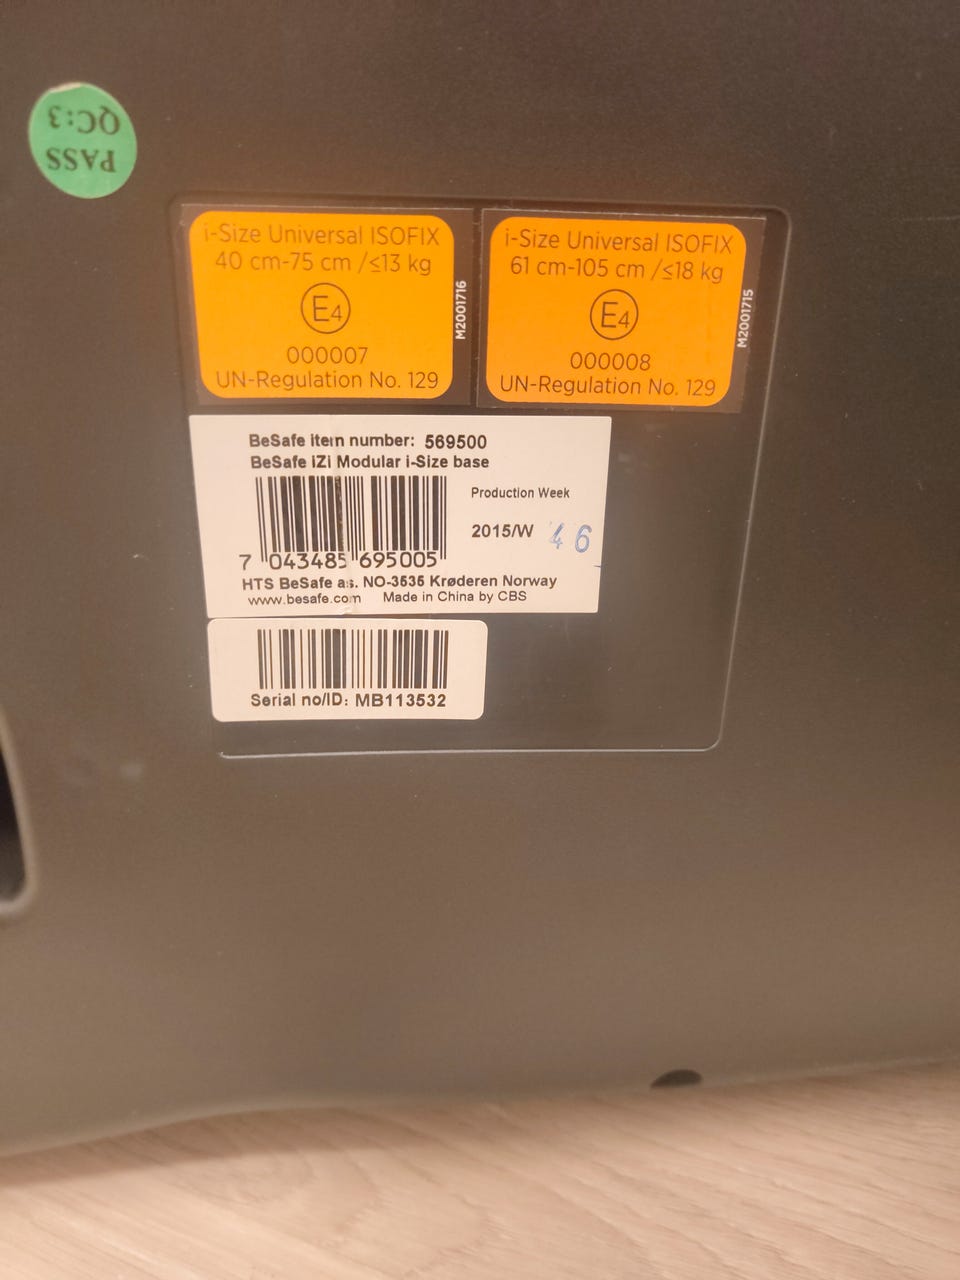 PASS
QC:3
i-Size Universal ISOFIX
40 cm-75 cm /≤13 kg
E4
000007
UN-Regulation No. 129
M2001716
i-Size Universal ISOFIX
61 cm-105 cm /≤18 kg
E4
000008
UN-Regulation No. 129
M2001715
BeSafe item number: 569500
BeSafe iZi Modular i-Size base
Production Week
2015/W 46
7 043485 695005
HTS BeSafe as. NO-3535 Krøderen Norway
www.besafe.com Made in China by CBS
Serial no/ID: MB113532